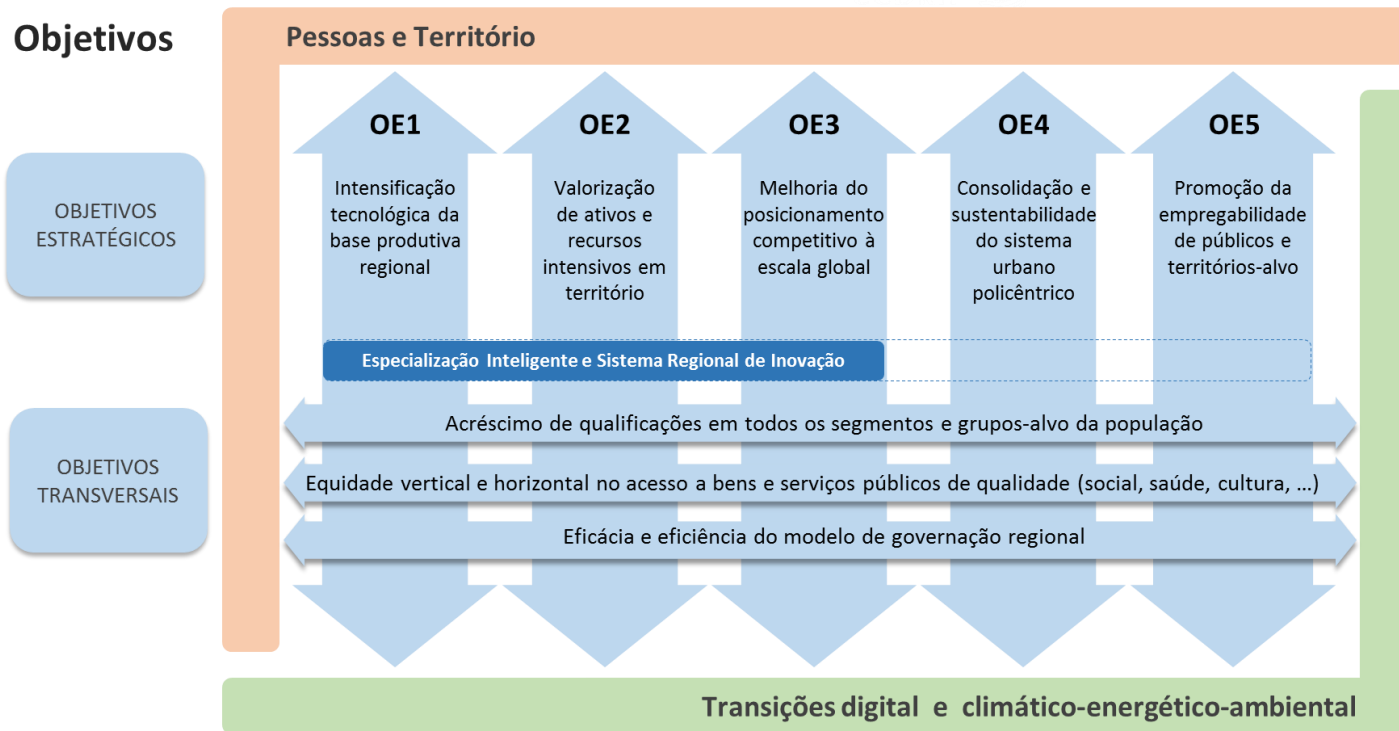 Objetivos
Pessoas e Território
OBJETIVOS
ESTRATÉGICOS
OE1
Intensificação
tecnológica da
base produtiva
regional
OE2
Valorização
de ativos e
recursos
intensivos em
território
OE3
Melhoria do
posicionamento
competitivo à
escala global
OE4
Consolidação e
sustentabilidade
do sistema
urbano
policêntrico
OE5
Promoção da
empregabilidade
de públicos e
territórios-alvo
Especialização Inteligente e Sistema Regional de Inovação
OBJETIVOS
TRANSVERSAIS
Acréscimo de qualificações em todos os segmentos e grupos-alvo da população
Equidade vertical e horizontal no acesso a bens e serviços públicos de qualidade (social, saúde, cultura, ...)
Eficácia e eficiência do modelo de governação regional
Transições digital e climático-energético-ambiental